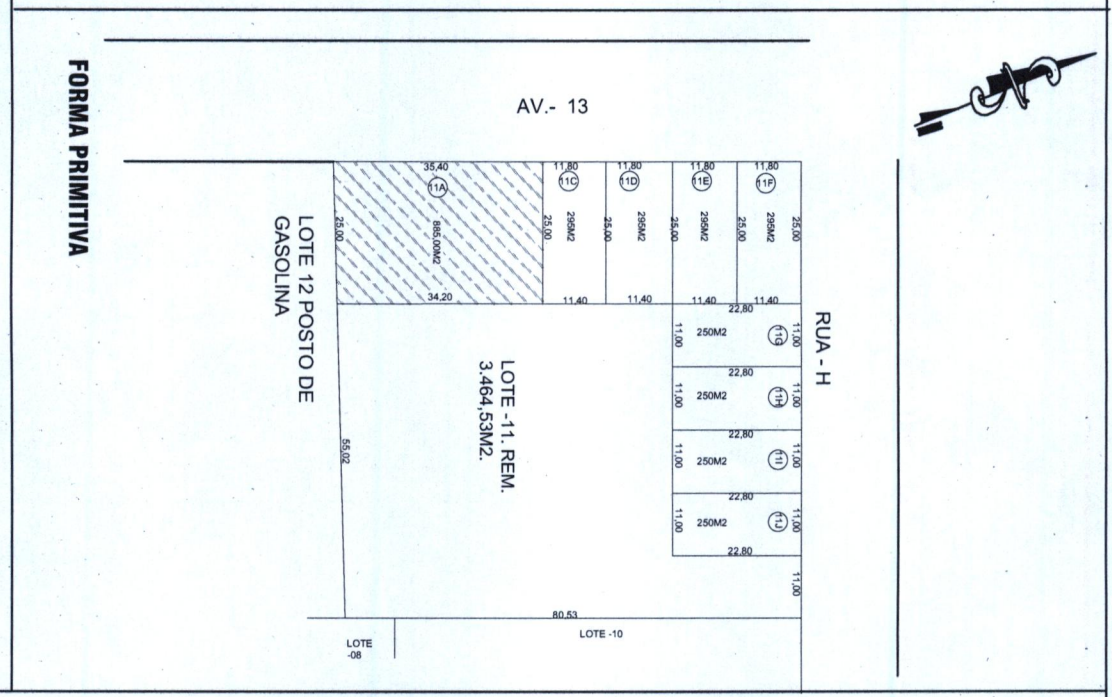 FORMA PRIMITIVA
AV.- 13
35,40
11A
885,00M2
25,00
34,20
11,80
11C
295M2
25,00
11,40
11,80
11D
295M2
25,00
11,40
11,80
11E
295M2
25,00
11,40
11,80
11F
295M2
25,00
25,00
11,40
LOTE 12 POSTO DE
GASOLINA
RUA - H
22,80
11,00
250M2
11G
11,00
22,80
11,00
250M2
11H
11,00
22,80
11,00
250M2
11I
11,00
22,80
11,00
250M2
11J
11,00
22,80
11,00
LOTE -11. REM.
3.464,53M2.
55,02
80,53
LOTE
-08
LOTE -10